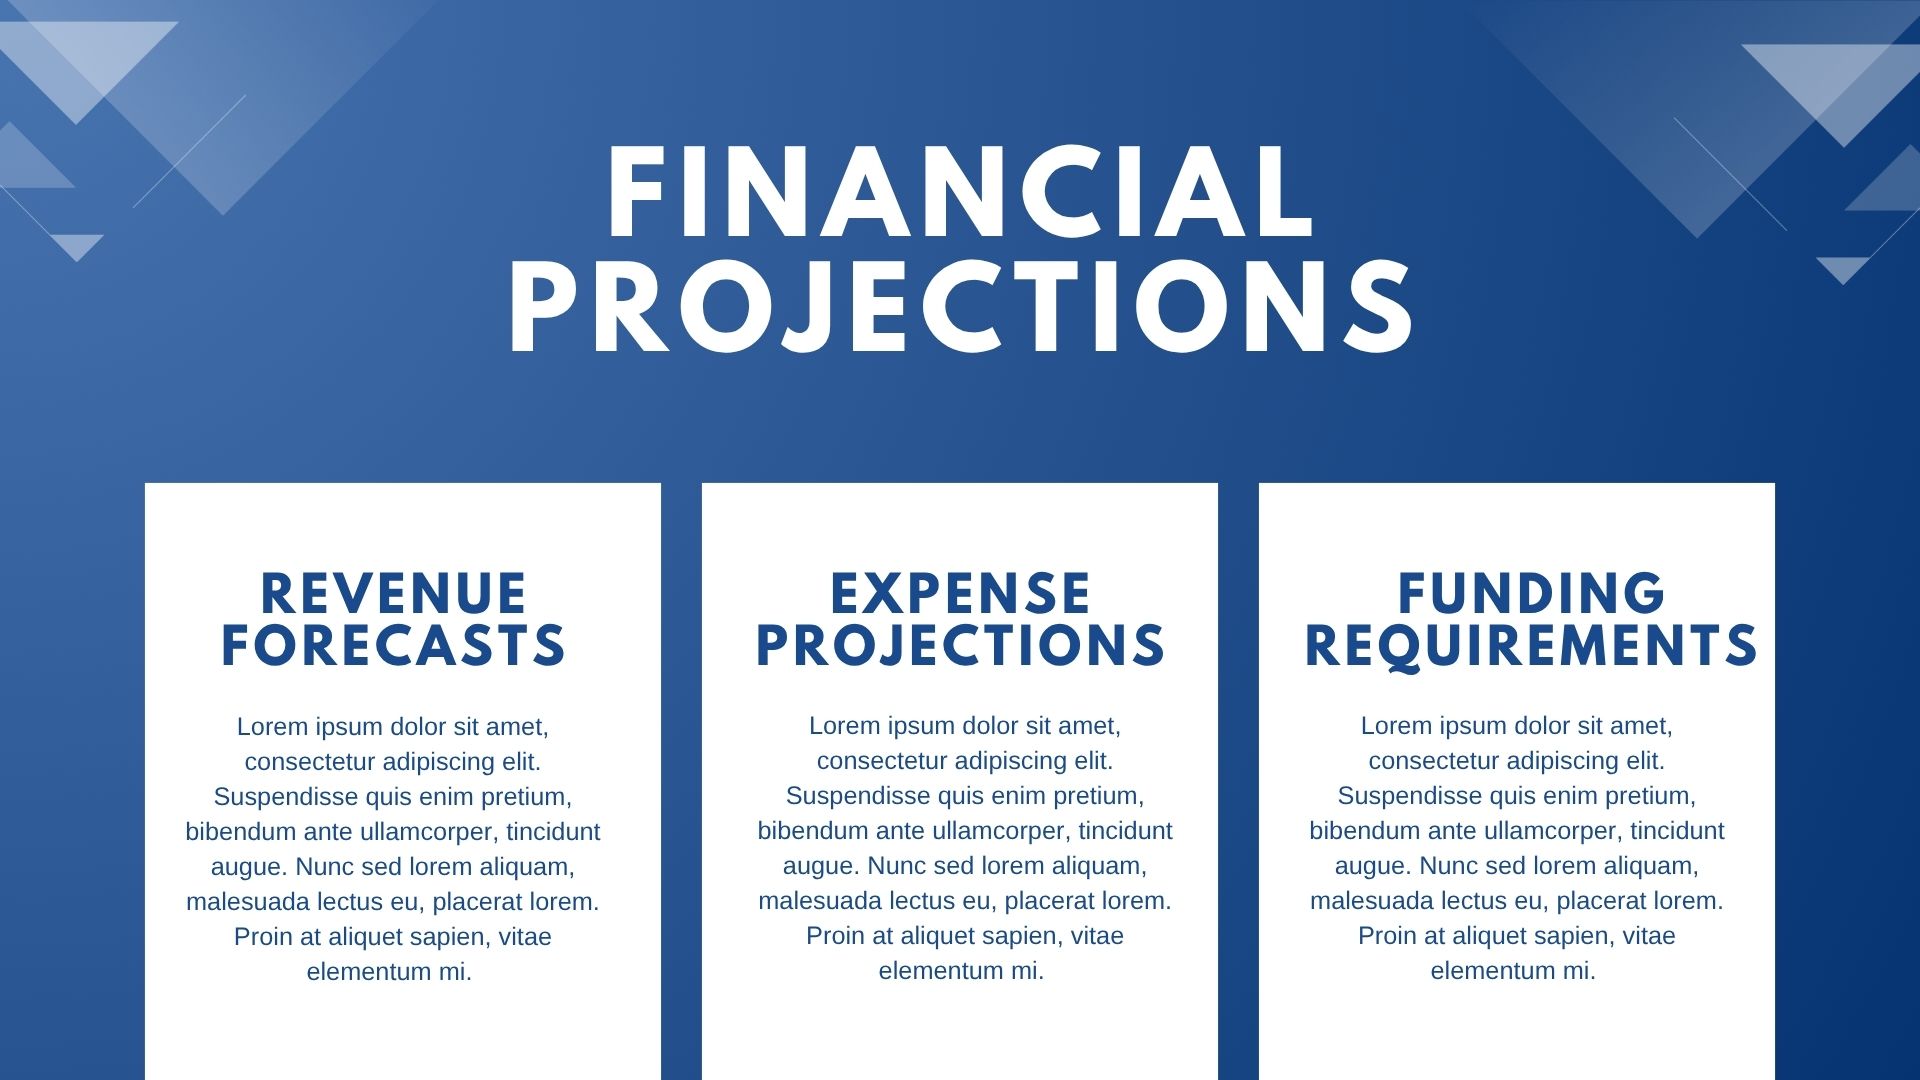 FINANCIAL
PROJECTIONS
REVENUE
FORECASTS
Lorem ipsum dolor sit amet,
consectetur adipiscing elit.
Suspendisse quis enim pretium,
bibendum ante ullamcorper, tincidunt
augue. Nunc sed lorem aliquam,
malesuada lectus eu, placerat lorem.
Proin at aliquet sapien, vitae
elementum mi.
EXPENSE
PROJECTIONS
Lorem ipsum dolor sit amet,
consectetur adipiscing elit.
Suspendisse quis enim pretium,
bibendum ante ullamcorper, tincidunt
augue. Nunc sed lorem aliquam,
malesuada lectus eu, placerat lorem.
Proin at aliquet sapien, vitae
elementum mi.
FUNDING
REQUIREMENTS
Lorem ipsum dolor sit amet,
consectetur adipiscing elit.
Suspendisse quis enim pretium,
bibendum ante ullamcorper, tincidunt
augue. Nunc sed lorem aliquam,
malesuada lectus eu, placerat lorem.
Proin at aliquet sapien, vitae
elementum mi.